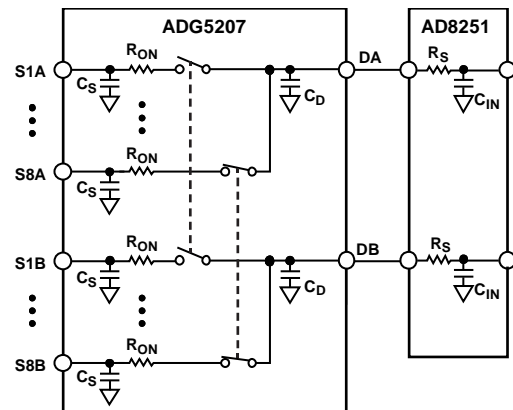 ADG5207
AD8251
S1A
RON
CS
CD
DA
RS
CIN
S8A
RON
CS
S1B
RON
CS
CD
DB
RS
CIN
S8B
RON
CS